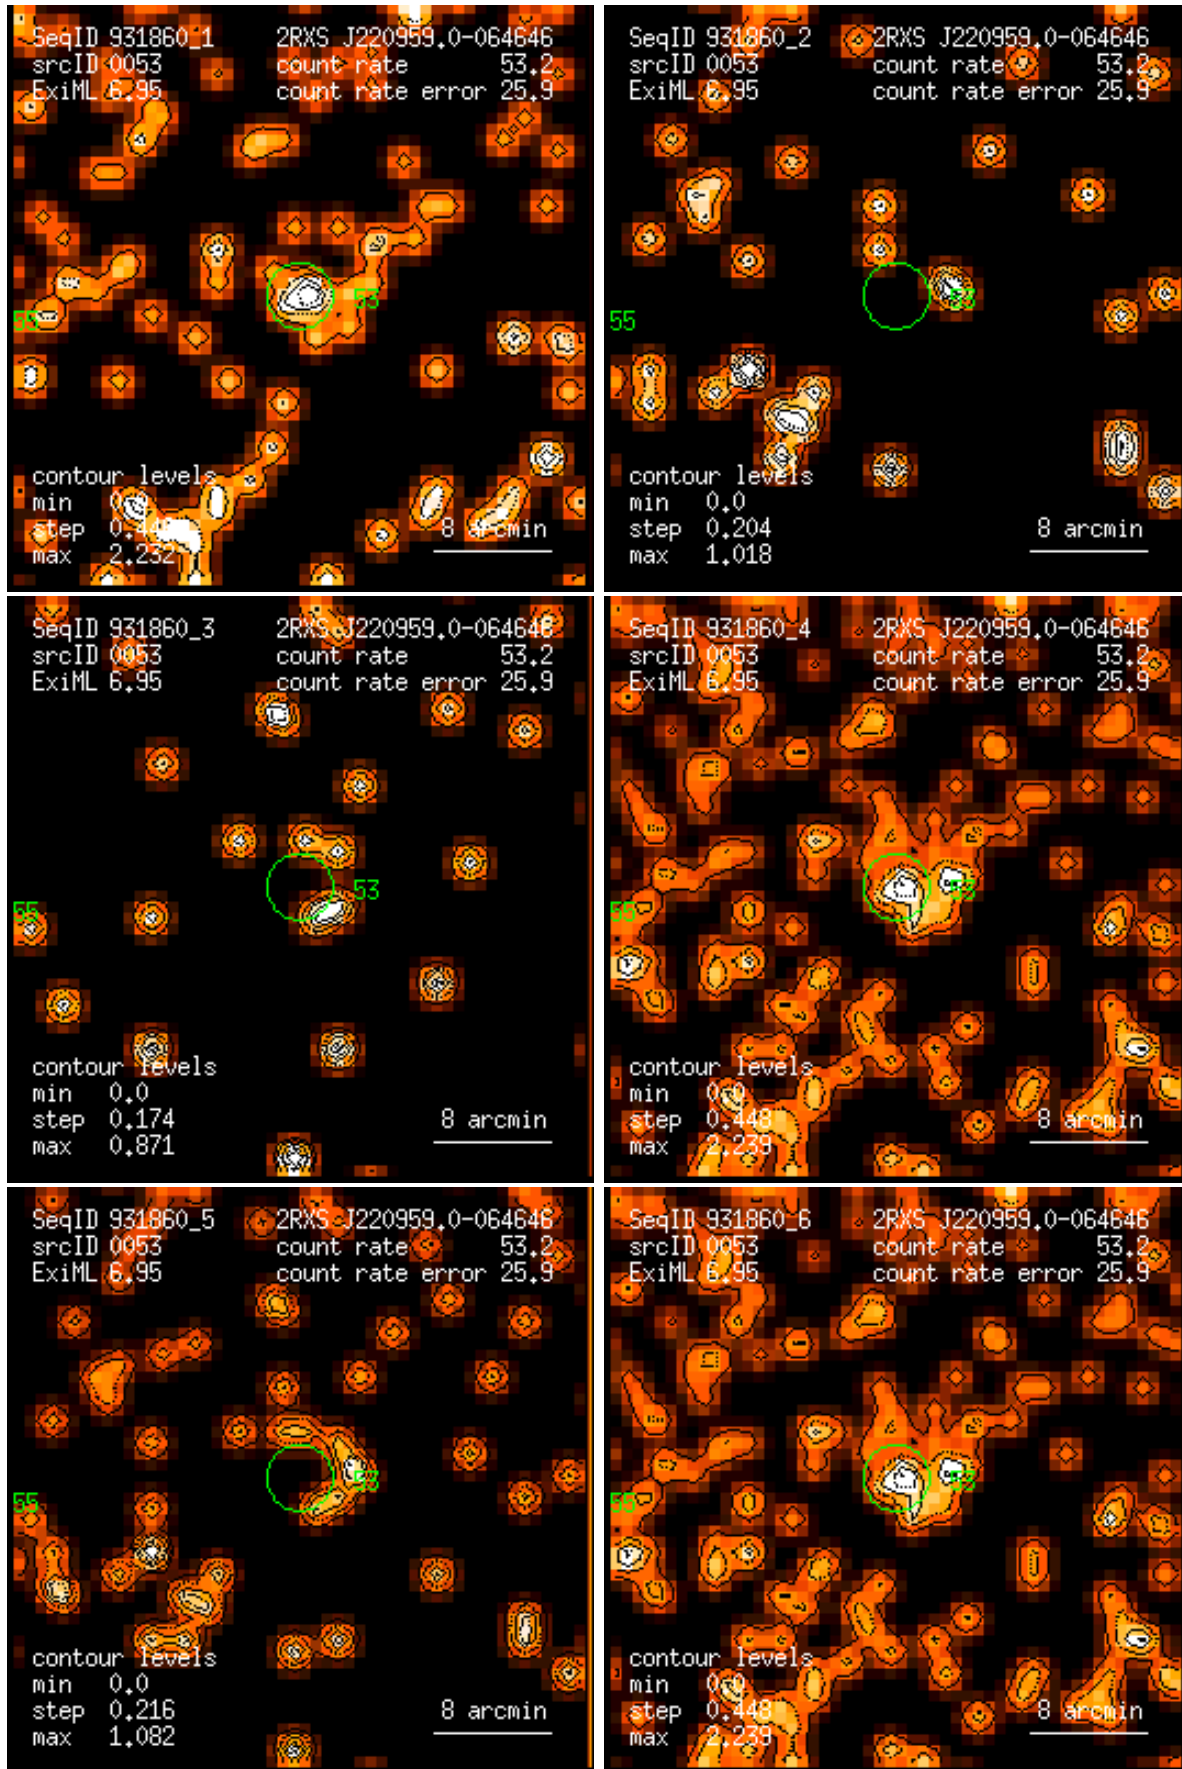 SeqID 931860_1 2RXS J220959.0-064646
srcID 0053 count rate 53.2
ExiML 6.95 count rate error 25.9
53
55
contour levels
min 0.0
step 0.446
max 2.232
8 arcmin
SeqID 931860_2 2RXS J220959.0-064646
srcID 0053 count rate 53.2
ExiML 6.95 count rate error 25.9
53
55
contour levels
min 0.0
step 0.204
max 1.018
8 arcmin
SeqID 931860_3 2RXS J220959.0-064646
srcID 0053 count rate 53.2
ExiML 6.95 count rate error 25.9
53
55
contour levels
min 0.0
step 0.174
max 0.871
8 arcmin
SeqID 931860_4 2RXS J220959.0-064646
srcID 0053 count rate 53.2
ExiML 6.95 count rate error 25.9
53
55
contour levels
min 0.0
step 0.448
max 2.239
8 arcmin
SeqID 931860_5 2RXS J220959.0-064646
srcID 0053 count rate 53.2
ExiML 6.95 count rate error 25.9
53
55
contour levels
min 0.0
step 0.216
max 1.082
8 arcmin
SeqID 931860_6 2RXS J220959.0-064646
srcID 0053 count rate 53.2
ExiML 6.95 count rate error 25.9
53
55
contour levels
min 0.0
step 0.448
max 2.239
8 arcmin